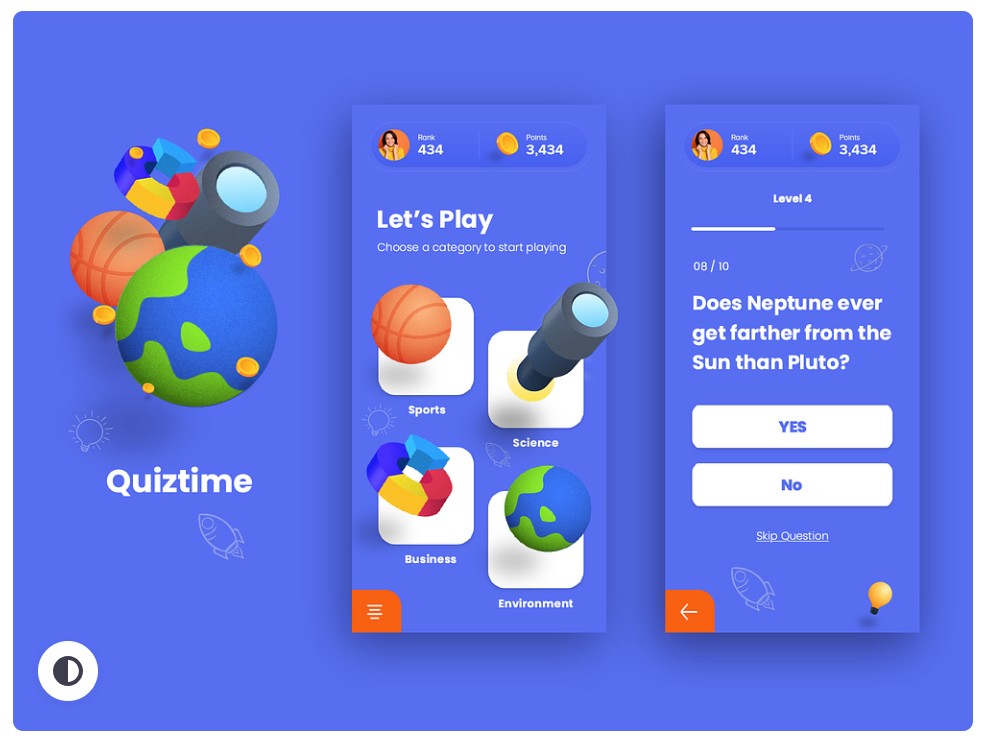 Quiztime
Rank
434
Points
3,434
Let's Play
Choose a category to start playing
Sports
Science
Business
Environment
Rank
434
Points
3,434
Level 4
08 / 10
Does Neptune ever
get farther from the
Sun than Pluto?
YES
No
Skip Question